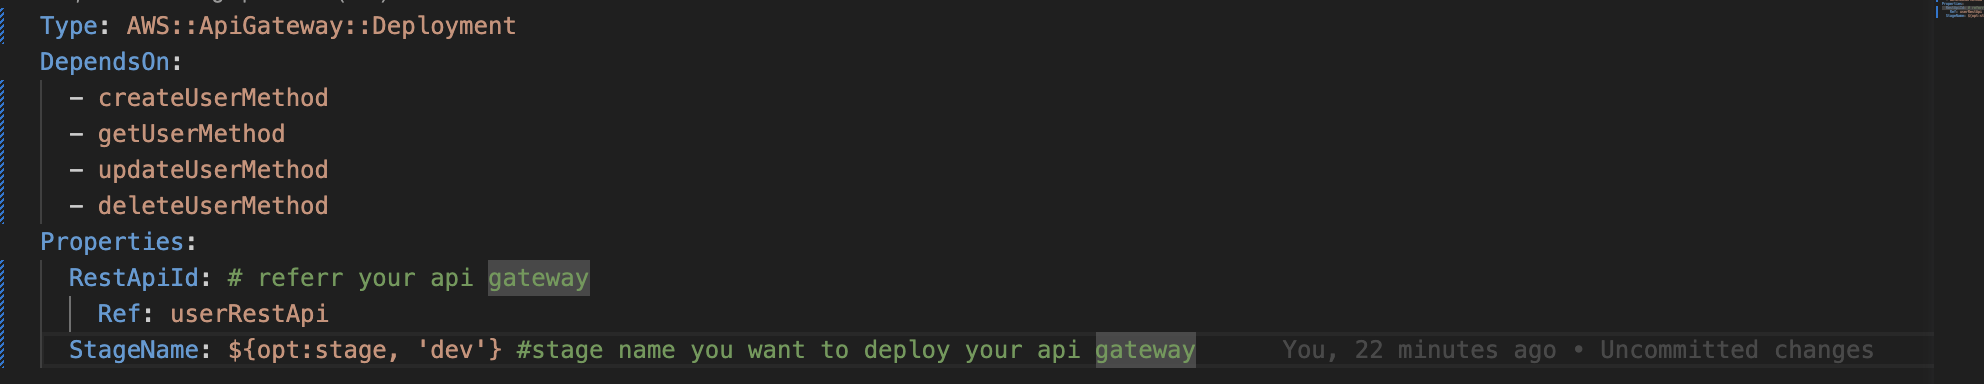 Type: AWS::ApiGateway::Deployment
DependsOn:
- createUserMethod
- getUserMethod
- updateUserMethod
- deleteUserMethod
Properties:
RestApiId: # referr your api gateway
Ref: userRestApi
StageName: ${opt:stage, 'dev'} #stage name you want to deploy your api gateway You, 22 minutes ago • Uncommitted changes